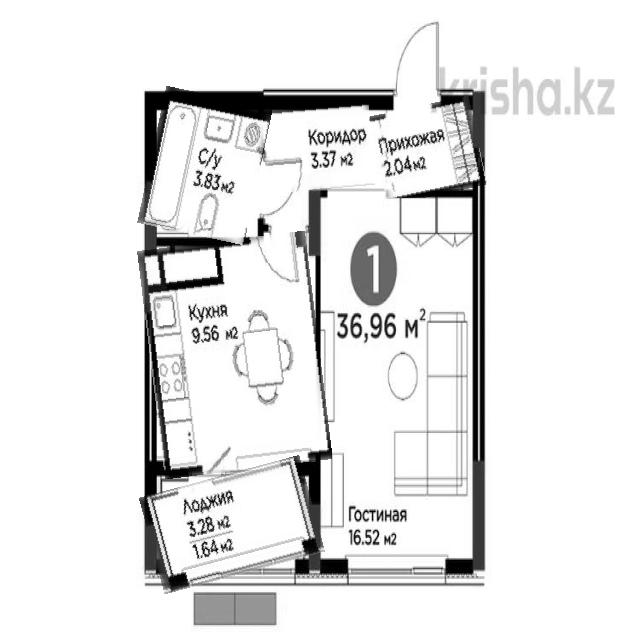 krisha.kz
Коридор
3.37 м2
Прихожая
2.04 м2
С/у
3.83 м2
1
36,96 м2
Кухня
9.56 м2
Лоджия
3.28 м2
1.64 м2
Гостиная
16.52 м2